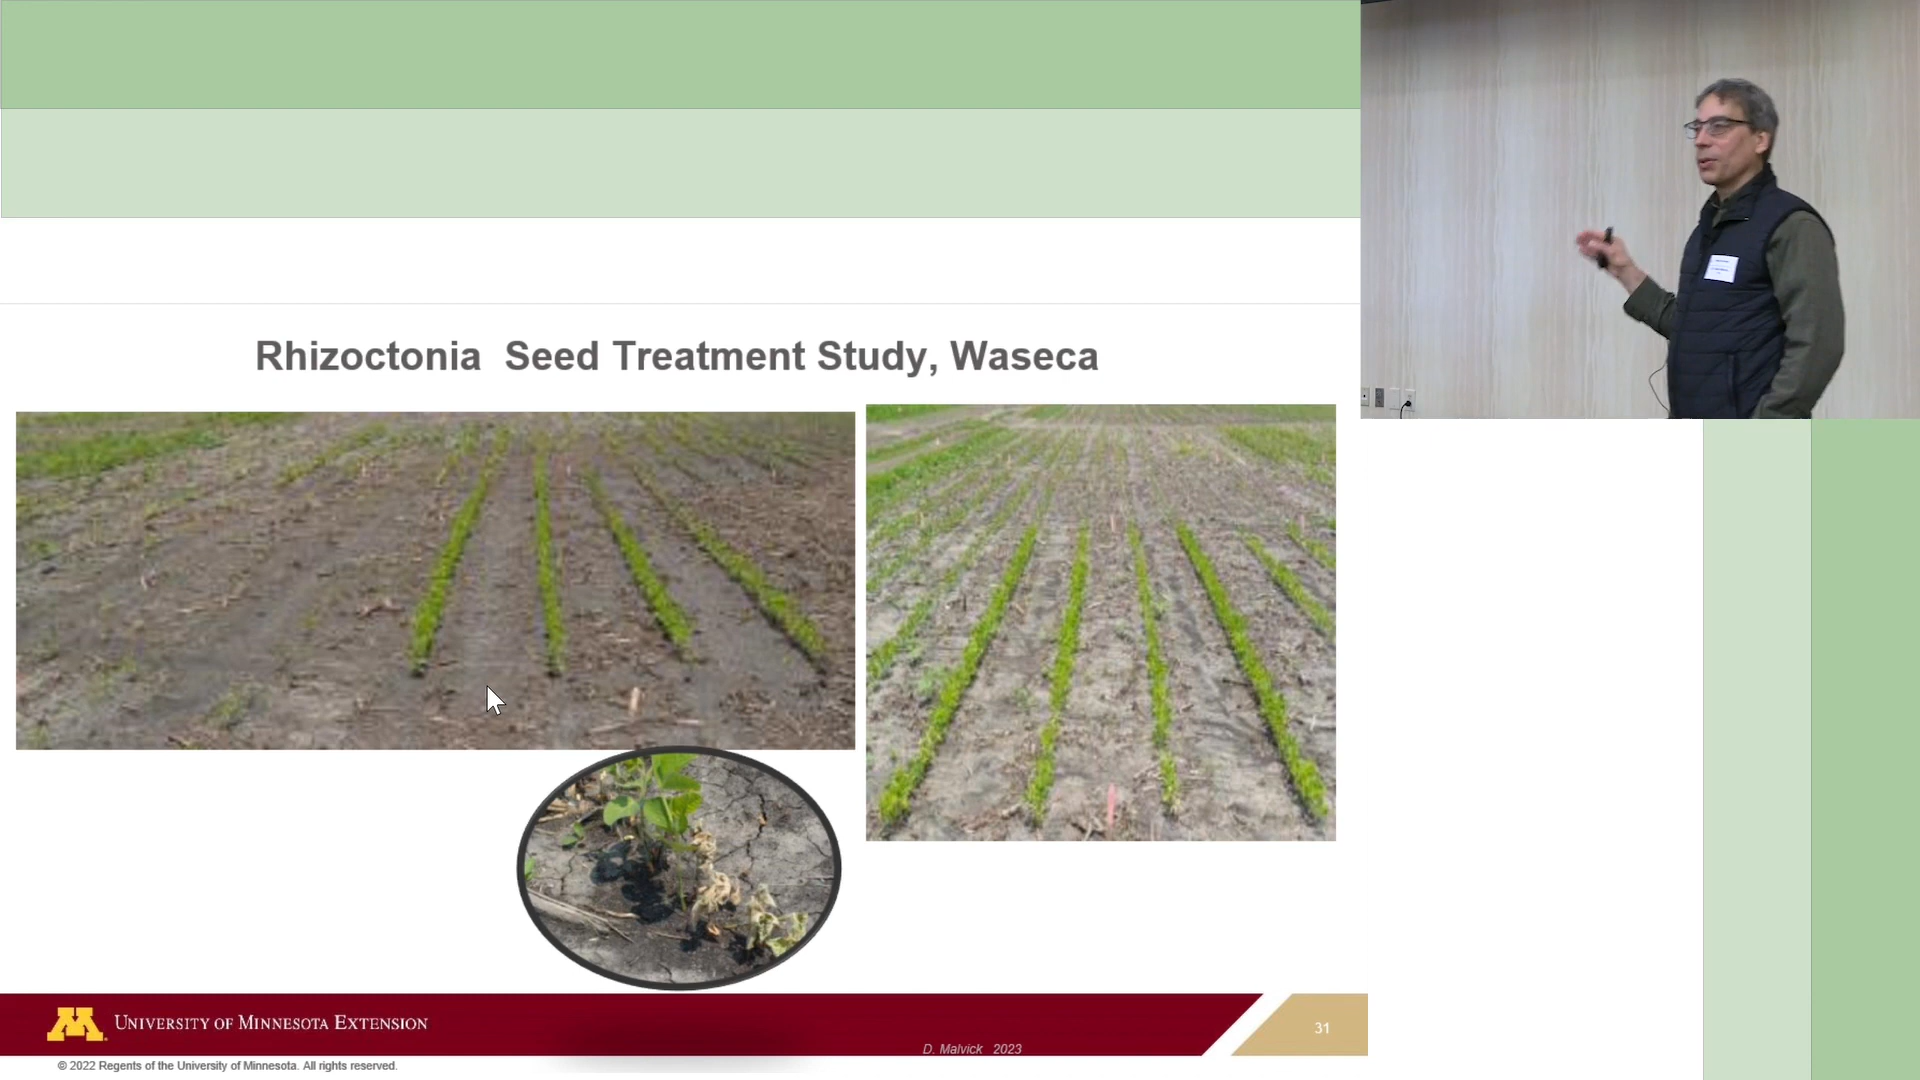 Rhizoctonia Seed Treatment Study, Waseca
UNIVERSITY OF MINNESOTA EXTENSION
31
D. Malvick 2023
© 2022 Regents of the University of Minnesota. All rights reserved.